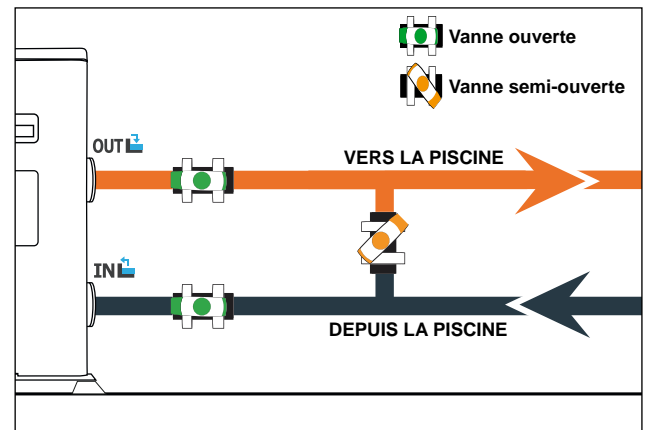 Vanne ouverte
Vanne semi-ouverte
OUT
VERS LA PISCINE
IN
DEPUIS LA PISCINE